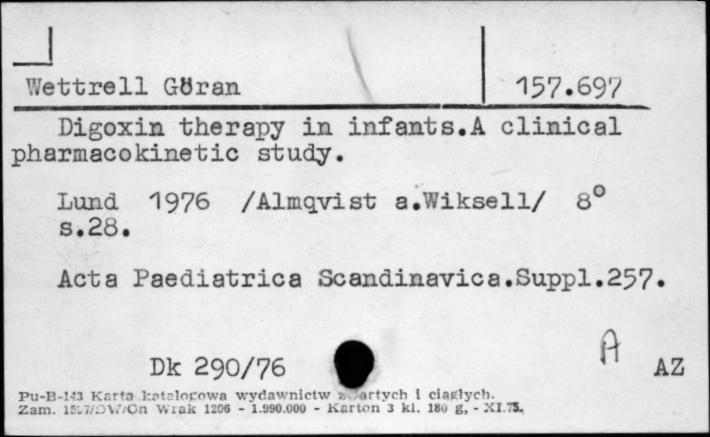 Wettrell Göran 157.697
Digoxin therapy in infants.A clinical
pharmacokinetic study.
Lund 1976 /Almqvist a.Wiksell/ 8°
s.28.
Acta Paediatrica Scandinavica.Suppl.257.
A
Dk 290/76 AZ
Pu-B-143 Karta katalogowa wydawnictw zwartych i ciągłych.
Zam. Wrak 1206 - 1.990.000 - Karton 3 kl. 180 g, - XI.75.